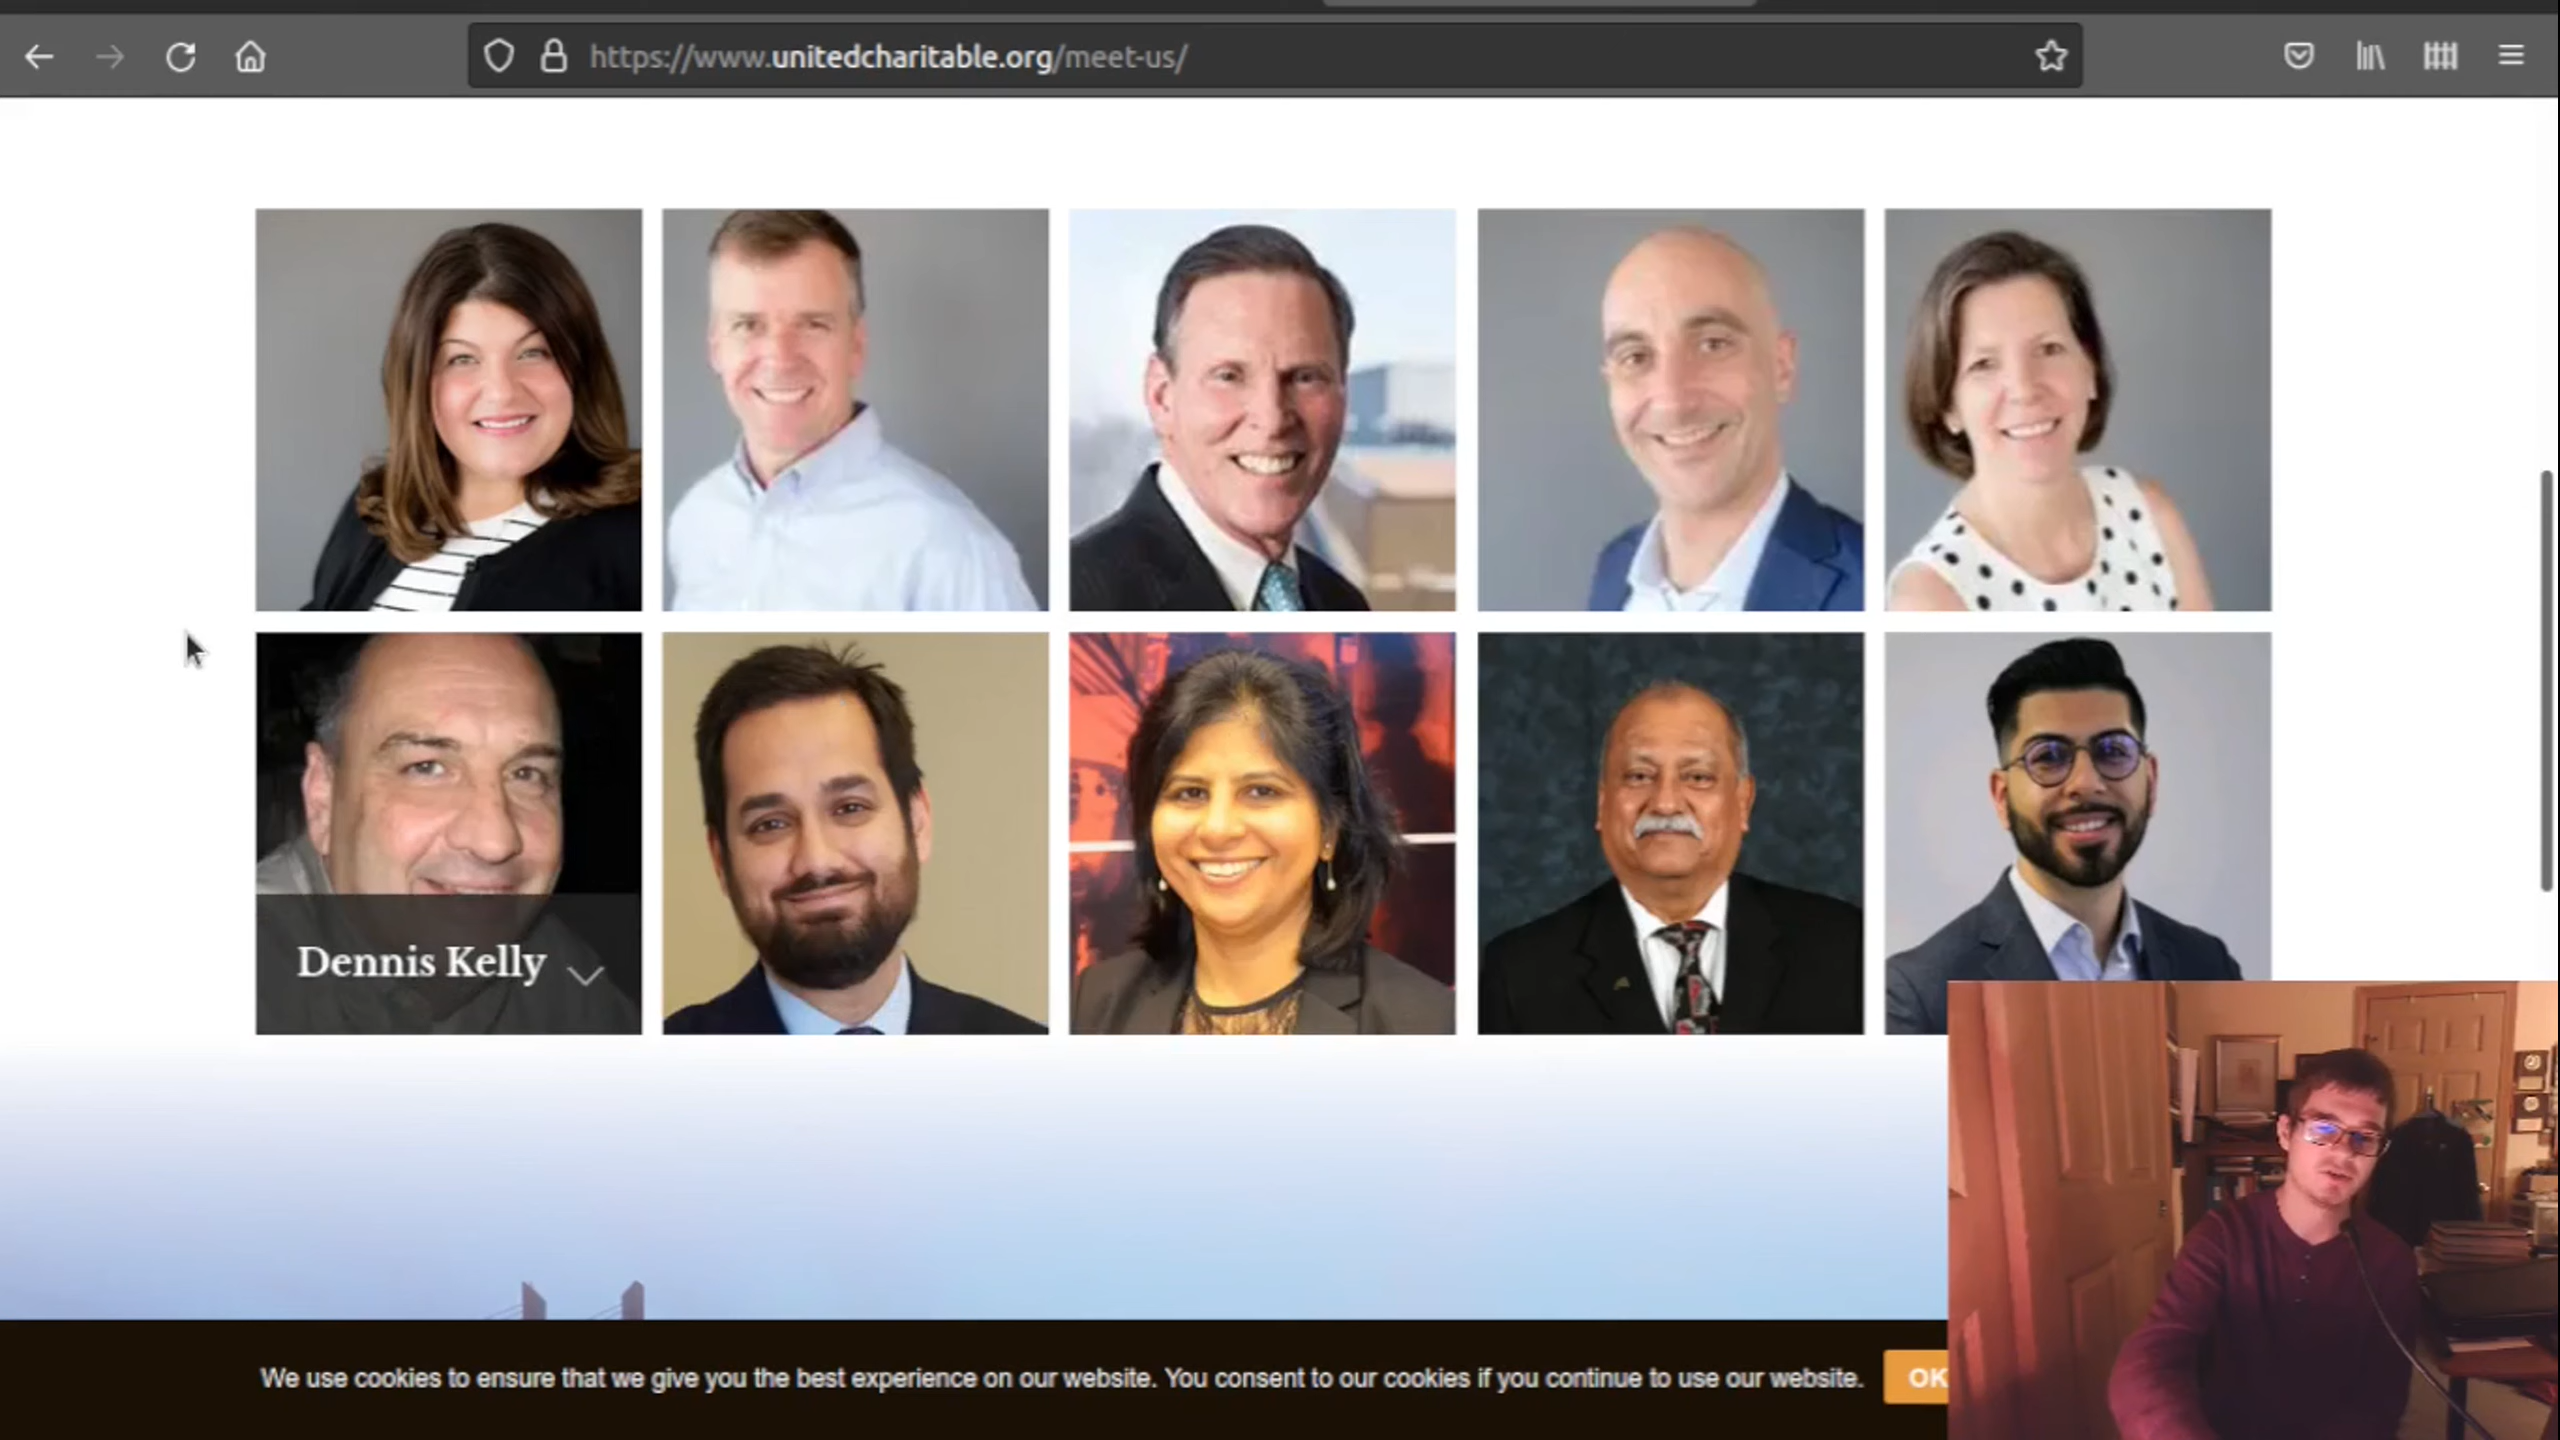 https://www.unitedcharitable.org/meet-us/
Dennis Kelly
We use cookies to ensure that we give you the best experience on our website. You consent to our cookies if you continue to use our website.
OK